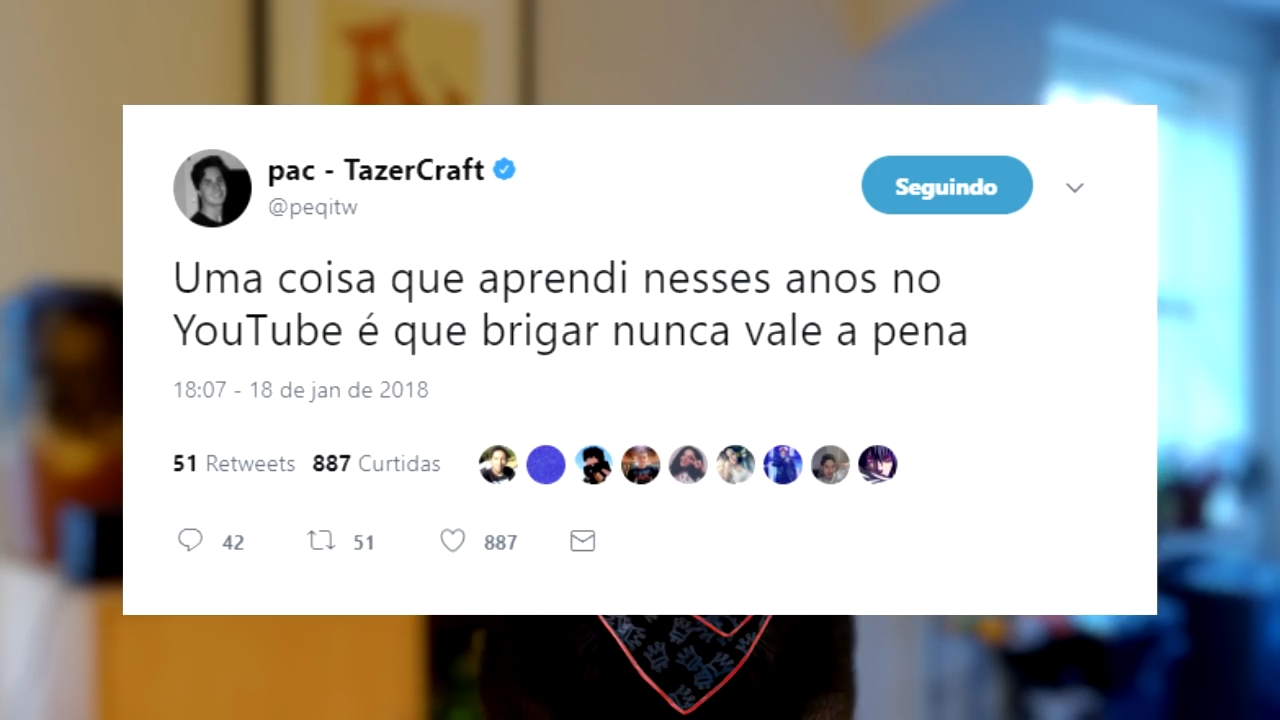 pac - TazerCraft
@peqitw
Seguindo
Uma coisa que aprendi nesses anos no
YouTube é que brigar nunca vale a pena
18:07 - 18 de jan de 2018
51 Retweets 887 Curtidas
42 51 887